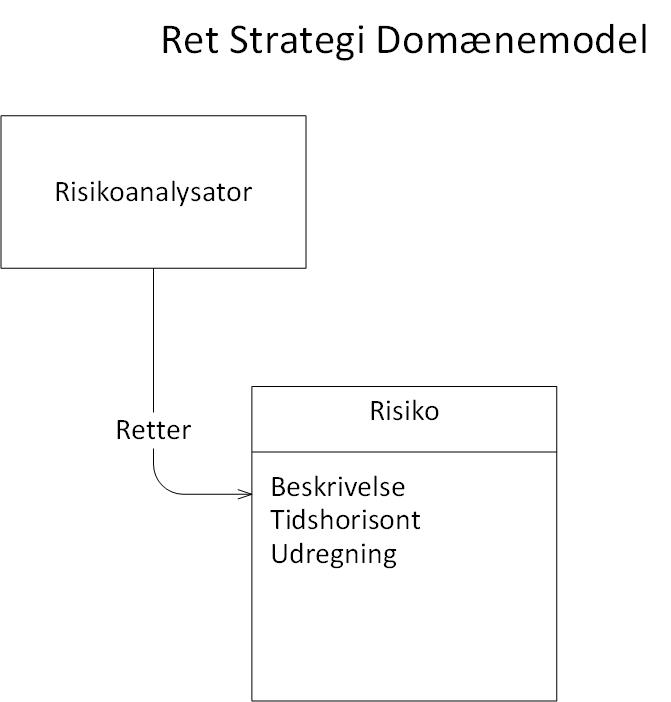 Ret Strategi Domænemodel
Risikoanalysator
Retter
Risiko
Beskrivelse
Tidshorisont
Udregning